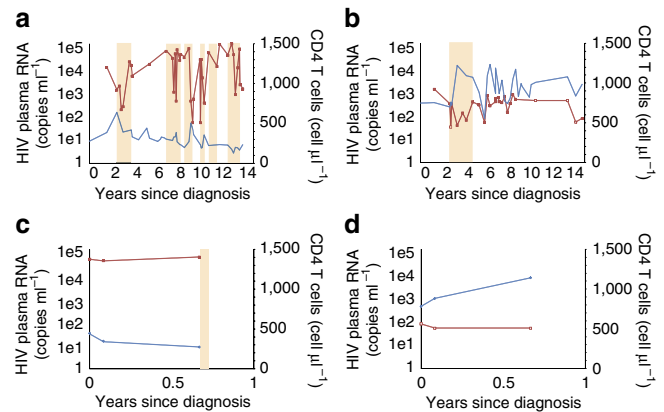 a
HIV plasma RNA
(copies ml⁻¹)
1e5
1e4
1e3
1e2
1e1
1
0 2 4 6 8 10 12 14
Years since diagnosis
1,500
1,000
500
0
CD4 T cells (cell µl⁻¹)
b
HIV plasma RNA
(copies ml⁻¹)
1e5
1e4
1e3
1e2
1e1
1
0 2 4 6 8 10 12 14
Years since diagnosis
1,500
1,000
500
0
CD4 T cells (cell µl⁻¹)
c
HIV plasma RNA
(copies ml⁻¹)
1e5
1e4
1e3
1e2
1e1
1
0 0.5 1
Years since diagnosis
1,500
1,000
500
0
CD4 T cells (cell µl⁻¹)
d
HIV plasma RNA
(copies ml⁻¹)
1e5
1e4
1e3
1e2
1e1
1
0 0.5 1
Years since diagnosis
1,500
1,000
500
0
CD4 T cells (cell µl⁻¹)